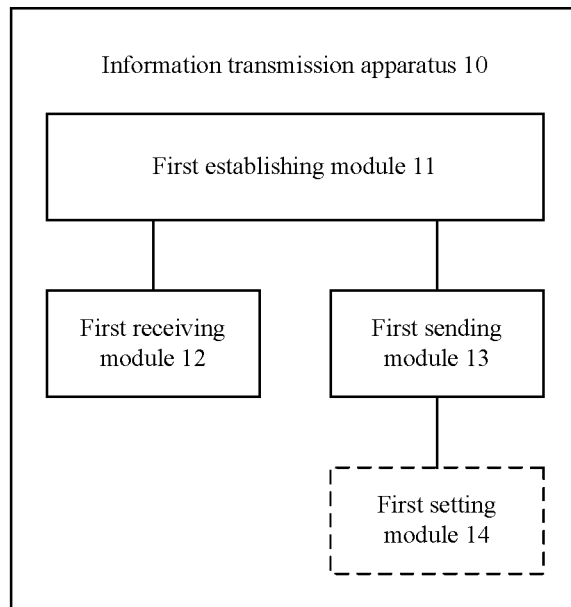 Information transmission apparatus 10
First establishing module 11
First receiving
module 12
First sending
module 13
First setting
module 14